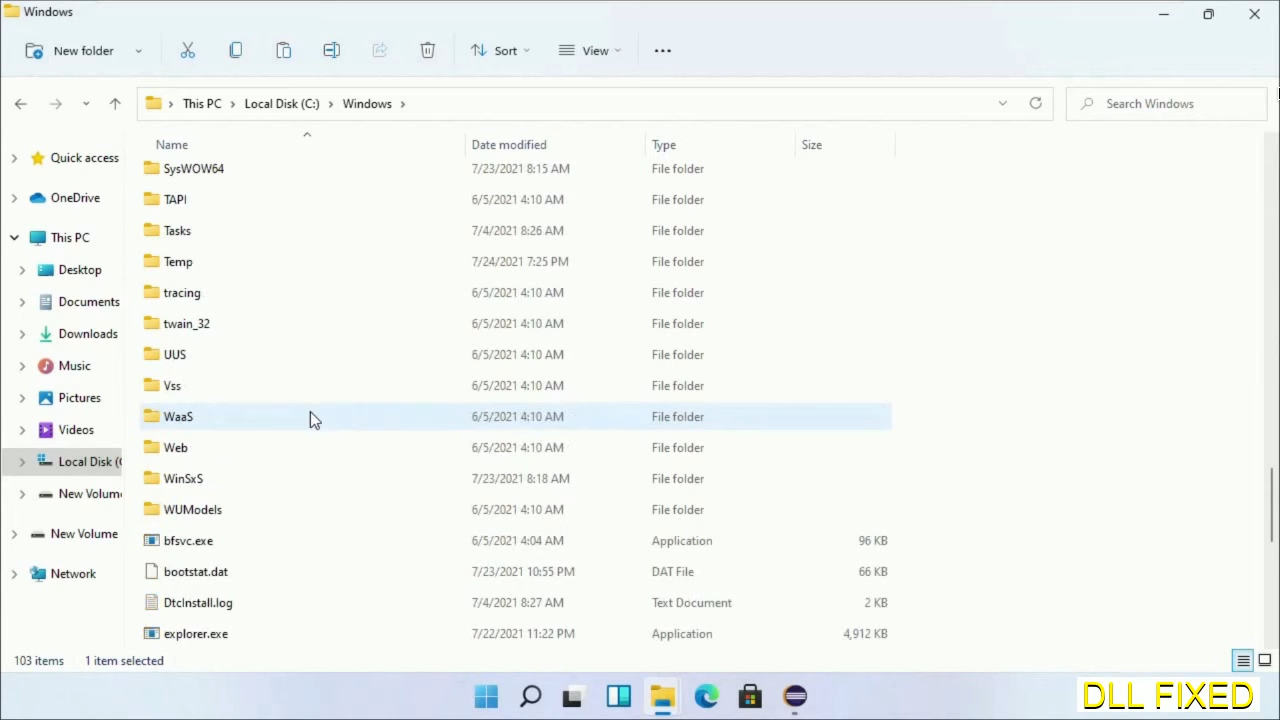 Windows
New folder
Sort
View
This PC > Local Disk (C:) > Windows >
Search Windows
Name Date modified Type Size
SysWOW64 7/23/2021 8:15 AM File folder
TAPI 6/5/2021 4:10 AM File folder
Tasks 7/4/2021 8:26 AM File folder
Temp 7/24/2021 7:25 PM File folder
tracing 6/5/2021 4:10 AM File folder
twain_32 6/5/2021 4:10 AM File folder
UUS 6/5/2021 4:10 AM File folder
Vss 6/5/2021 4:10 AM File folder
WaaS 6/5/2021 4:10 AM File folder
Web 6/5/2021 4:10 AM File folder
WinSxS 7/23/2021 8:18 AM File folder
WUModels 6/5/2021 4:10 AM File folder
bfsvc.exe 6/5/2021 4:04 AM Application 96 KB
bootstat.dat 7/23/2021 10:55 PM DAT File 66 KB
DtcInstall.log 7/4/2021 8:27 AM Text Document 2 KB
explorer.exe 7/22/2021 11:22 PM Application 4,912 KB
Quick access
OneDrive
This PC
Desktop
Documents
Downloads
Music
Pictures
Videos
Local Disk (
New Volum
New Volume
Network
103 items 1 item selected
DLL FIXED